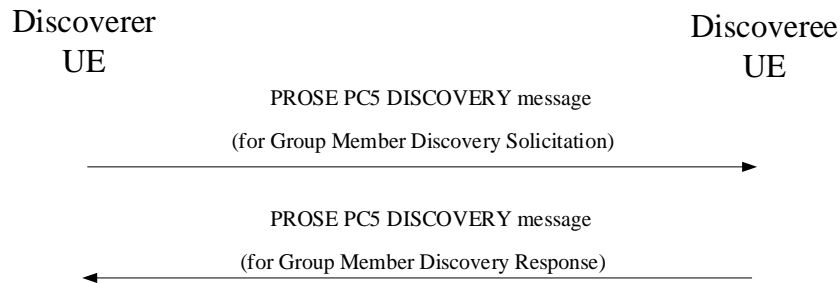 Discoverer
UE
Discoveree
UE
PROSE PC5 DISCOVERY message
(for Group Member Discovery Solicitation)
PROSE PC5 DISCOVERY message
(for Group Member Discovery Response)